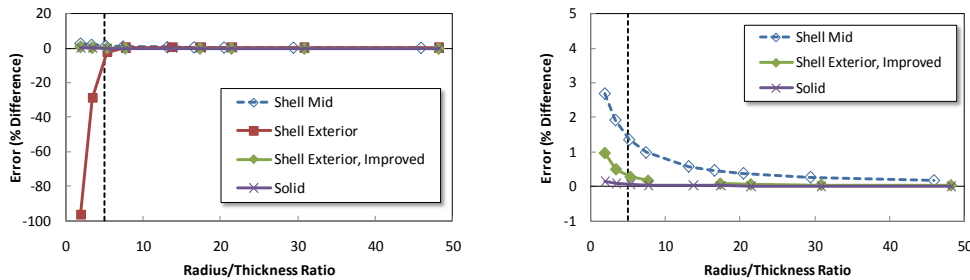 20
0
-20
-40
-60
-80
-100
Error (% Difference)
0 10 20 30 40 50
Radius/Thickness Ratio
Shell Mid
Shell Exterior
Shell Exterior, Improved
Solid
5
4
3
2
1
0
-1
Error (% Difference)
0 10 20 30 40 50
Radius/Thickness Ratio
Shell Mid
Shell Exterior, Improved
Solid